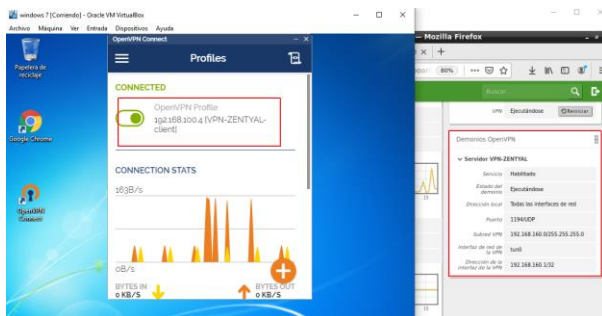 windows 7 [Corriendo] - Oracle VM VirtualBox
Archivo Máquina Ver Entrada Dispositivos Ayuda
Papelera de
reciclaje
Google Chrome
OpenVPN
Connect
OpenVPN Connect
Profiles
CONNECTED
OpenVPN Profile
192.168.100.4 [VPN-ZENTYAL-
client]
CONNECTION STATS
163B/s
0B/s
BYTES IN
0 KB/S
BYTES OUT
0 KB/S
Mozilla Firefox
80%
Buscar...
VPN Ejecutándose Reiniciar
Demonios OpenVPN
Servidor VPN-ZENTYAL
Servicio Habilitado
Estado del
demonio Ejecutándose
Dirección local Todas las interfaces de red
Puerto 1194/UDP
Subred VPN 192.168.160.0/255.255.255.0
Interfaz de red de
la VPN tun0
Dirección de la
interfaz de la VPN 192.168.160.1/32